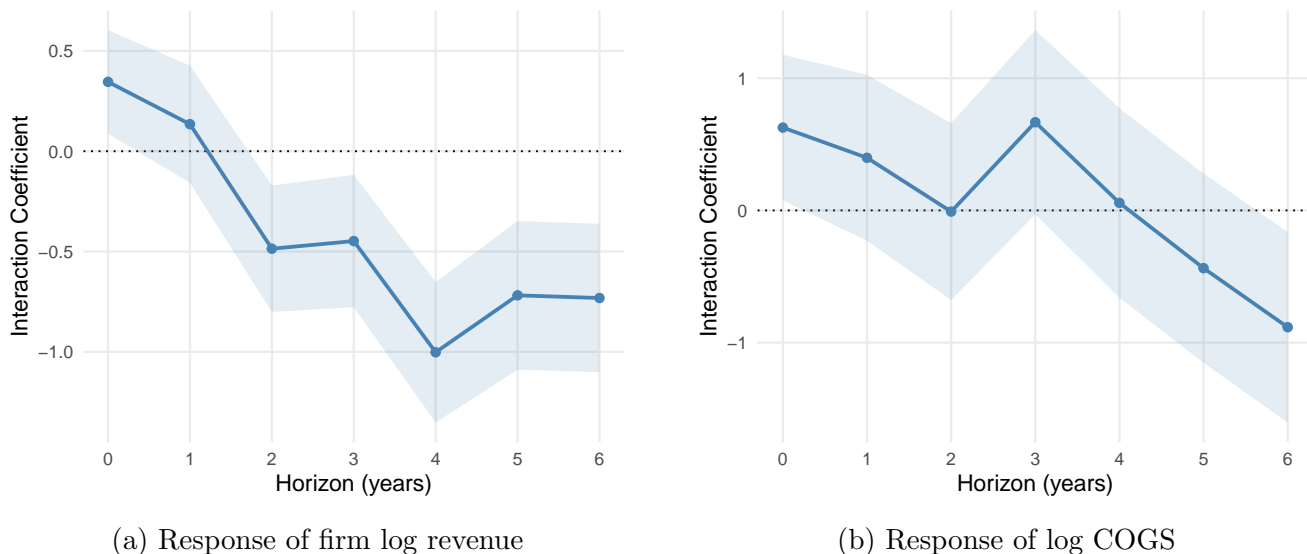 0.5
0.0
−0.5
−1.0
Interaction Coefficient
0 1 2 3 4 5 6
Horizon (years)
(a) Response of firm log revenue
1
0
−1
Interaction Coefficient
0 1 2 3 4 5 6
Horizon (years)
(b) Response of log COGS